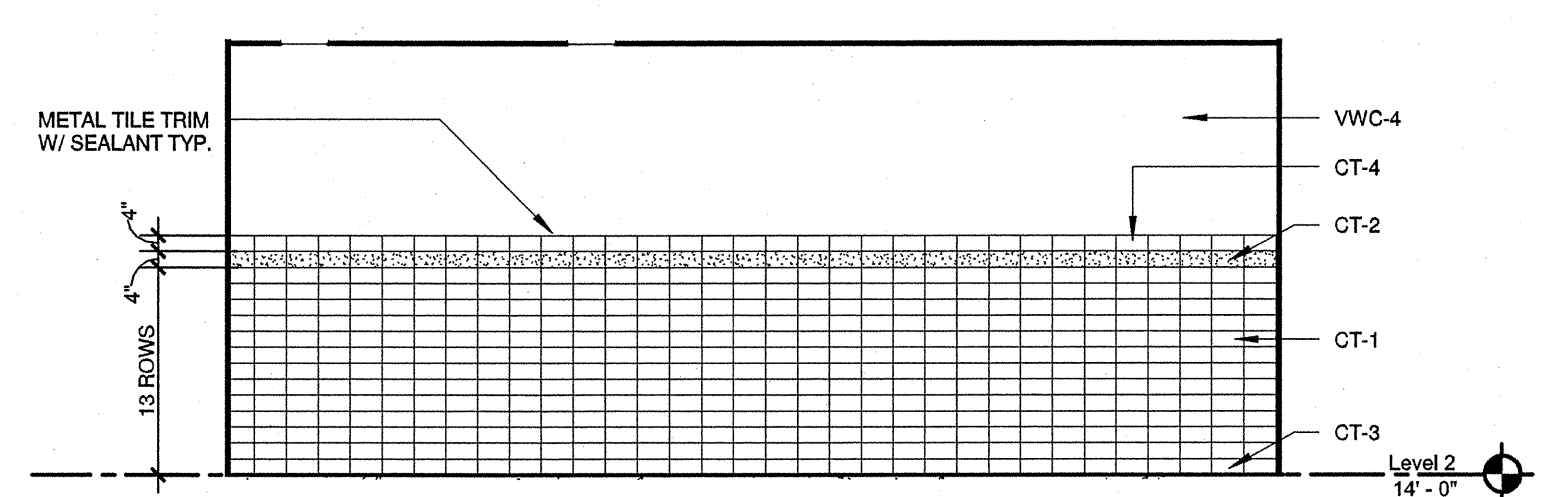 METAL TILE TRIM
W/ SEALANT TYP.
VWC-4
CT-4
CT-2
4"
4"
13 ROWS
CT-1
CT-3
Level 2
14' - 0"